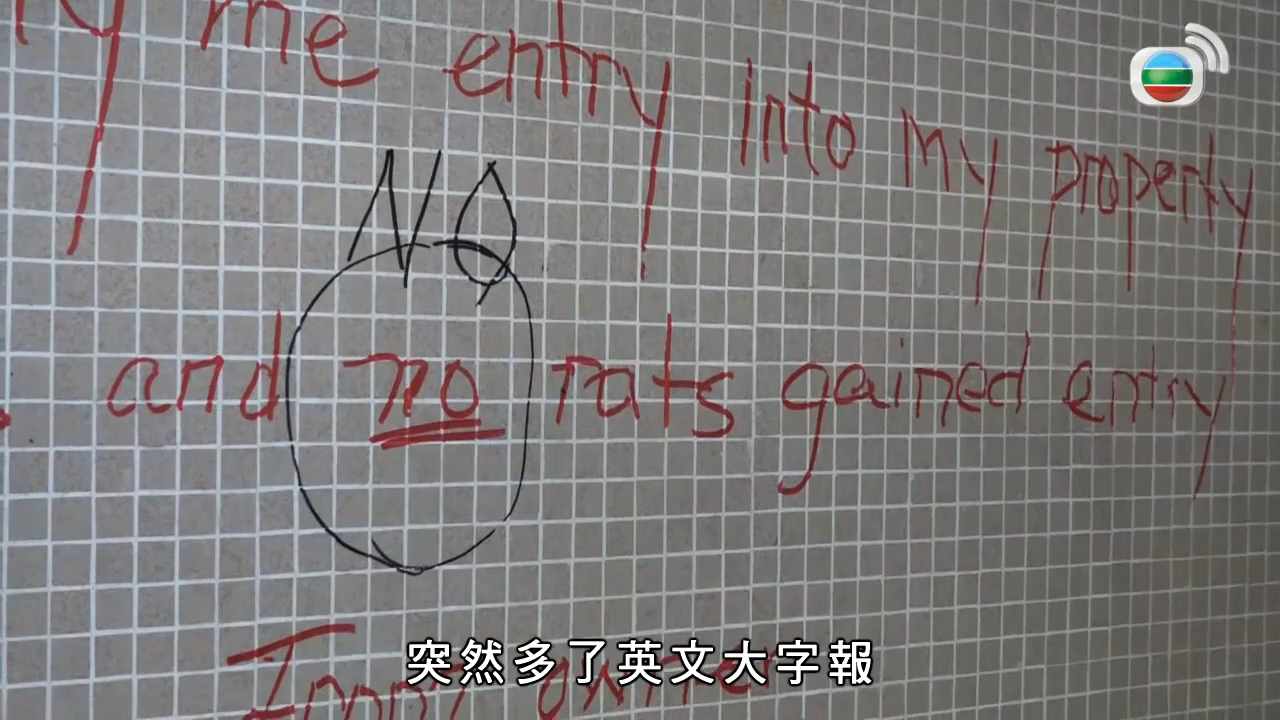 me entry into my property
NO
and no rats gained entry
owner
突然多了英文大字報